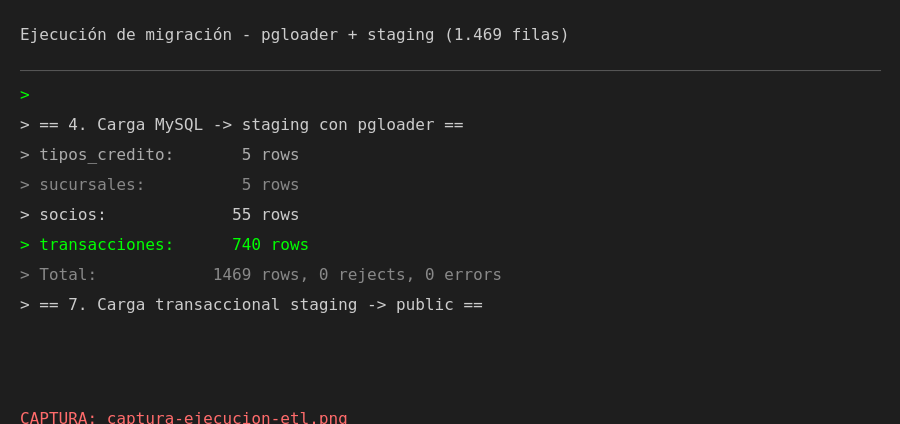 Ejecución de migración - pgloader + staging (1.469 filas)
>
> == 4. Carga MySQL -> staging con pgloader ==
> tipos_credito:       5 rows
> sucursales:          5 rows
> socios:             55 rows
> transacciones:      740 rows
> Total:            1469 rows, 0 rejects, 0 errors
> == 7. Carga transaccional staging -> public ==
CAPTURA: captura-ejecucion-etl.png